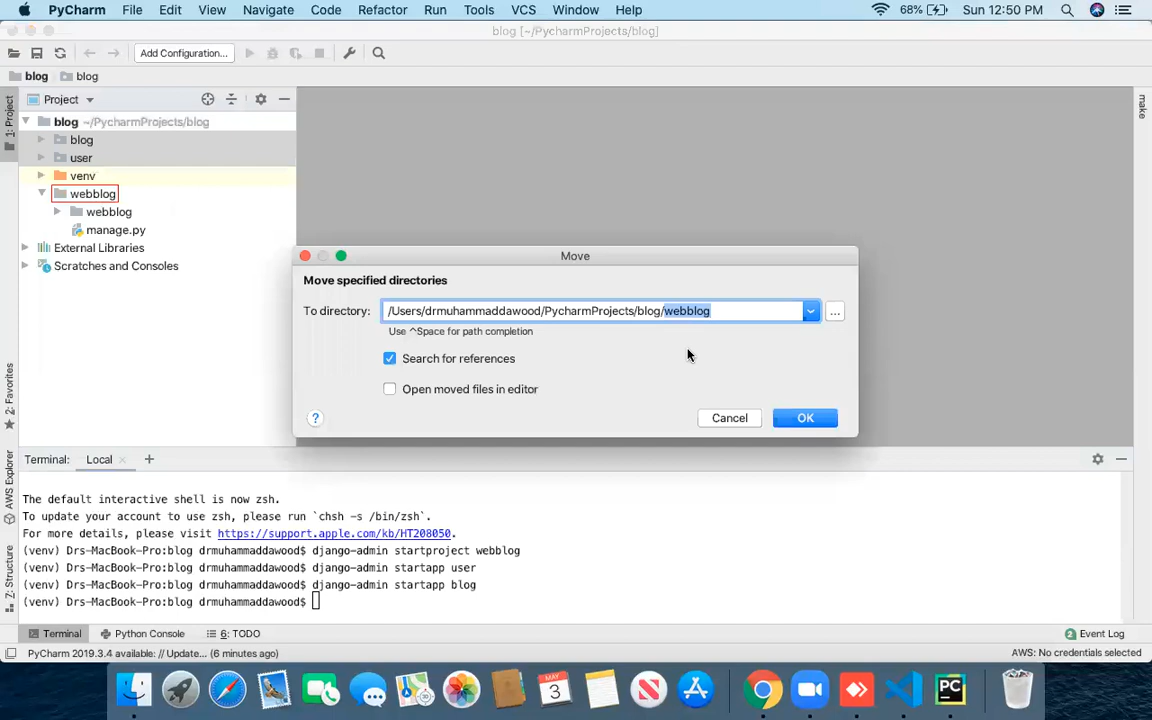 PyCharm File Edit View Navigate Code Refactor Run Tools VCS Window Help 68% Sun 12:50 PM
blog [~/PycharmProjects/blog]
Add Configuration...
blog blog
1: Project
Project
make
blog ~/PycharmProjects/blog
blog
user
venv
webblog
webblog
manage.py
External Libraries
Scratches and Consoles
Move
Move specified directories
To directory: /Users/drmuhammaddawood/PycharmProjects/blog/webblog ...
Use ^Space for path completion
Search for references
Open moved files in editor
? Cancel OK
2: Favorites
AWS Explorer
Z: Structure
Terminal: Local +
The default interactive shell is now zsh.
To update your account to use zsh, please run `chsh -s /bin/zsh`.
For more details, please visit https://support.apple.com/kb/HT208050.
(venv) Drs-MacBook-Pro:blog drmuhammaddawood$ django-admin startproject webblog
(venv) Drs-MacBook-Pro:blog drmuhammaddawood$ django-admin startapp user
(venv) Drs-MacBook-Pro:blog drmuhammaddawood$ django-admin startapp blog
(venv) Drs-MacBook-Pro:blog drmuhammaddawood$
Terminal Python Console 6: TODO 2 Event Log
PyCharm 2019.3.4 available: // Update... (6 minutes ago) AWS: No credentials selected
MAY
3
PC